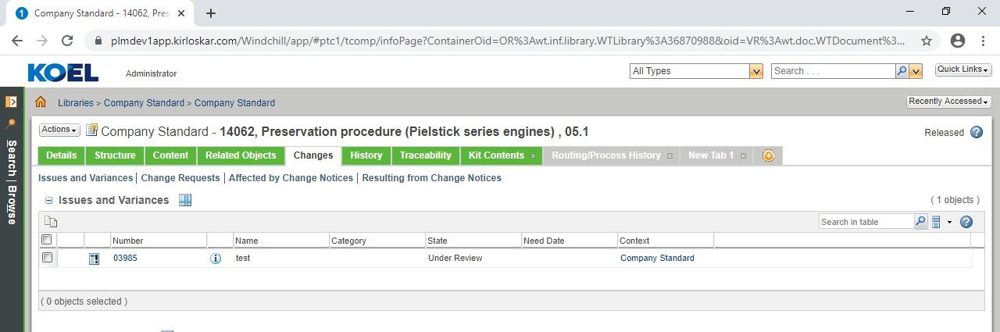 1 Company Standard - 14062, Pres
plmdev1app.kirloskar.com/Windchill/app/#ptc1/tcomp/infoPage?ContainerOid=OR%3Awt.inf.library.WTLibrary%3A36870988&oid=VR%3Awt.doc.WTDocument%3...
KOEL Administrator All Types Search . . . Quick Links
Libraries > Company Standard > Company Standard Recently Accessed
Actions Company Standard - 14062, Preservation procedure (Pielstick series engines) , 05.1 Released
Details Structure Content Related Objects Changes History Traceability Kit Contents × Routing/Process History × New Tab 1 ×
Search | Browse
Issues and Variances | Change Requests | Affected by Change Notices | Resulting from Change Notices
Issues and Variances ( 1 objects )
Search in table
Number Name Category State Need Date Context
03985 test Under Review Company Standard
( 0 objects selected )